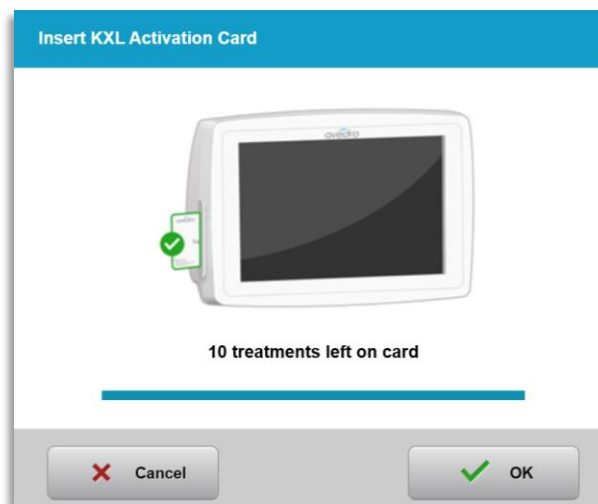 Insert KXL Activation Card
avedro
10 treatments left on card
Cancel
OK